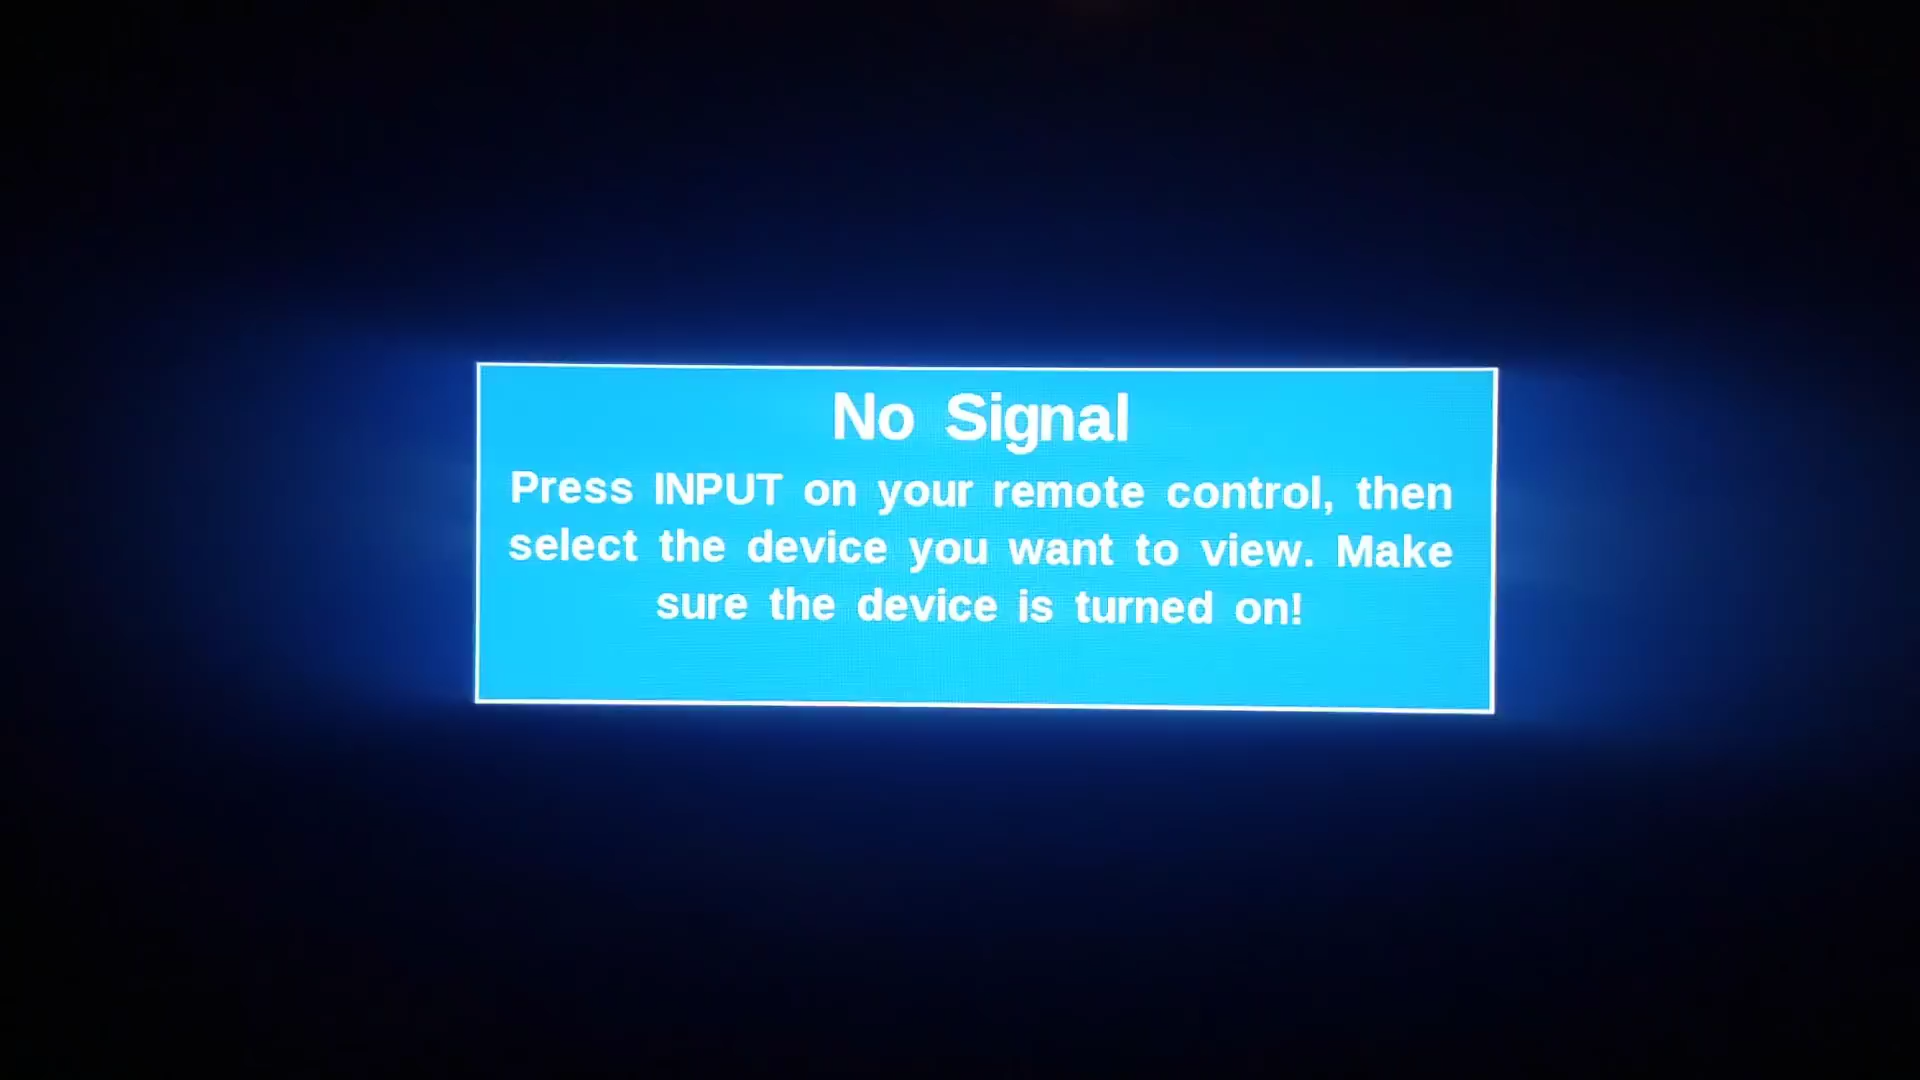 No Signal
Press INPUT on your remote control, then
select the device you want to view. Make
sure the device is turned on!